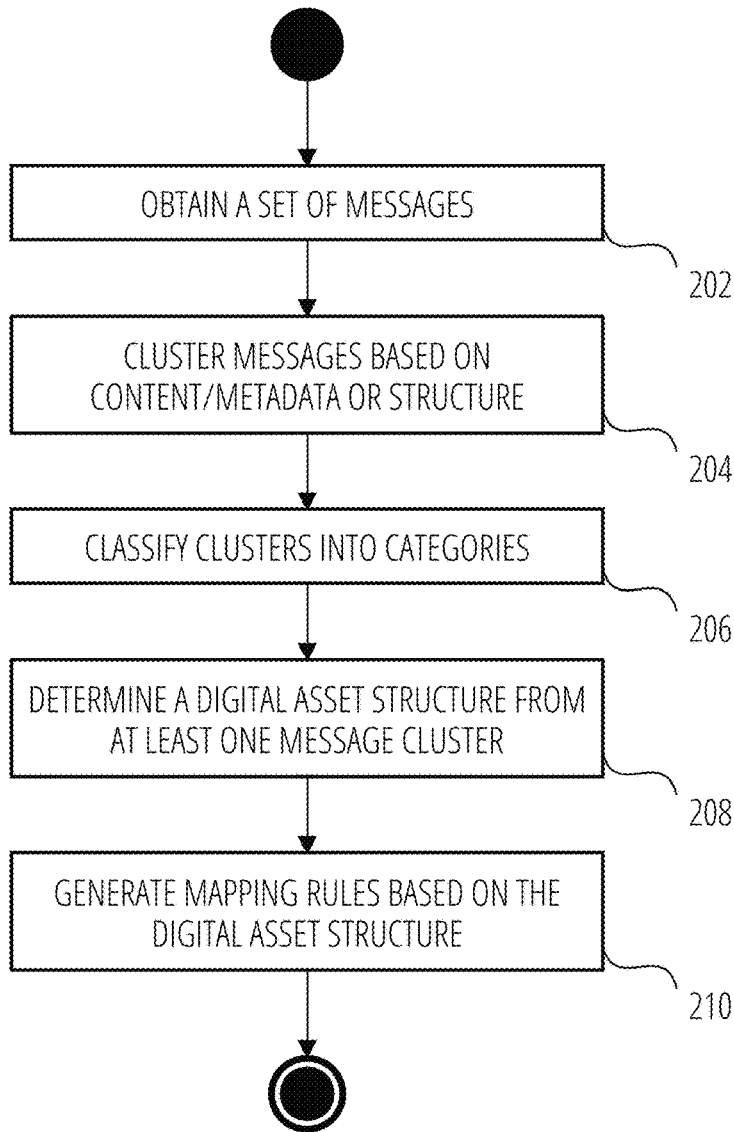 OBTAIN A SET OF MESSAGES
202
CLUSTER MESSAGES BASED ON
CONTENT/METADATA OR STRUCTURE
204
CLASSIFY CLUSTERS INTO CATEGORIES
206
DETERMINE A DIGITAL ASSET STRUCTURE FROM
AT LEAST ONE MESSAGE CLUSTER
208
GENERATE MAPPING RULES BASED ON THE
DIGITAL ASSET STRUCTURE
210